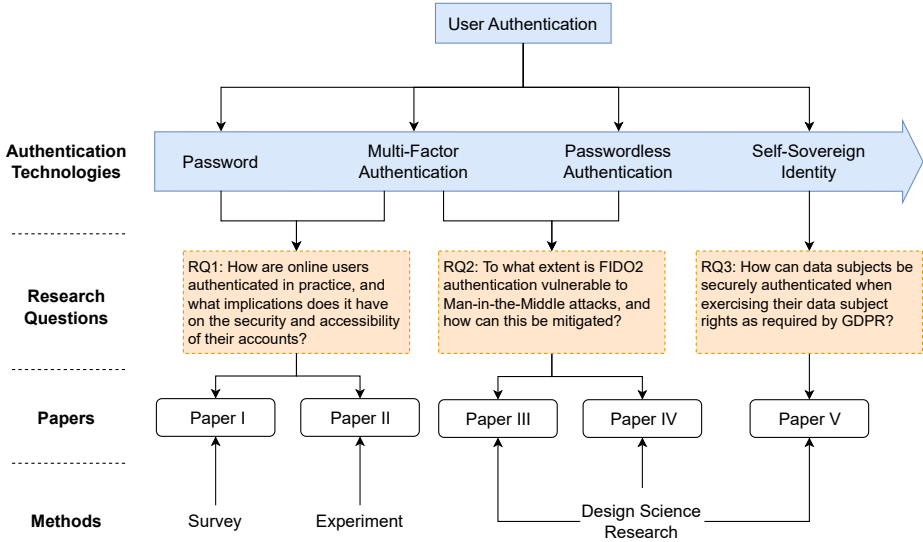 User Authentication
Authentication
Technologies
Password
Multi-Factor
Authentication
Passwordless
Authentication
Self-Sovereign
Identity
Research
Questions
RQ1: How are online users
authenticated in practice, and
what implications does it have
on the security and accessibility
of their accounts?
RQ2: To what extent is FIDO2
authentication vulnerable to
Man-in-the-Middle attacks, and
how can this be mitigated?
RQ3: How can data subjects be
securely authenticated when
exercising their data subject
rights as required by GDPR?
Papers
Paper I
Paper II
Paper III
Paper IV
Paper V
Methods
Survey
Experiment
Design Science
Research